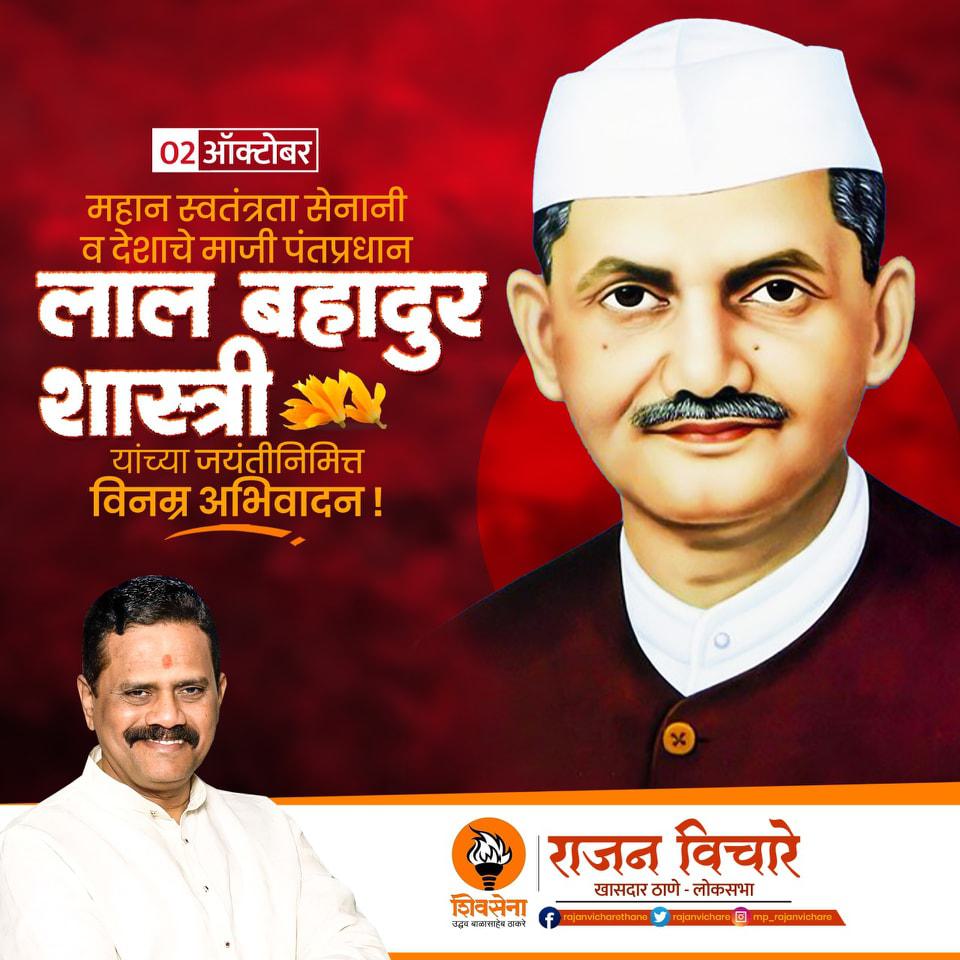 02 ऑक्टोबर
महान स्वतंत्रता सेनानी
व देशाचे माजी पंतप्रधान
लाल बहादुर
शास्त्री
यांच्या जयंतीनिमित्त
विनम्र अभिवादन !
राजन विचारे
खासदार ठाणे - लोकसभा
शिवसेना
उद्धव बाळासाहेब ठाकरे
rajanvicharethane rajanvichare mp_rajanvichare